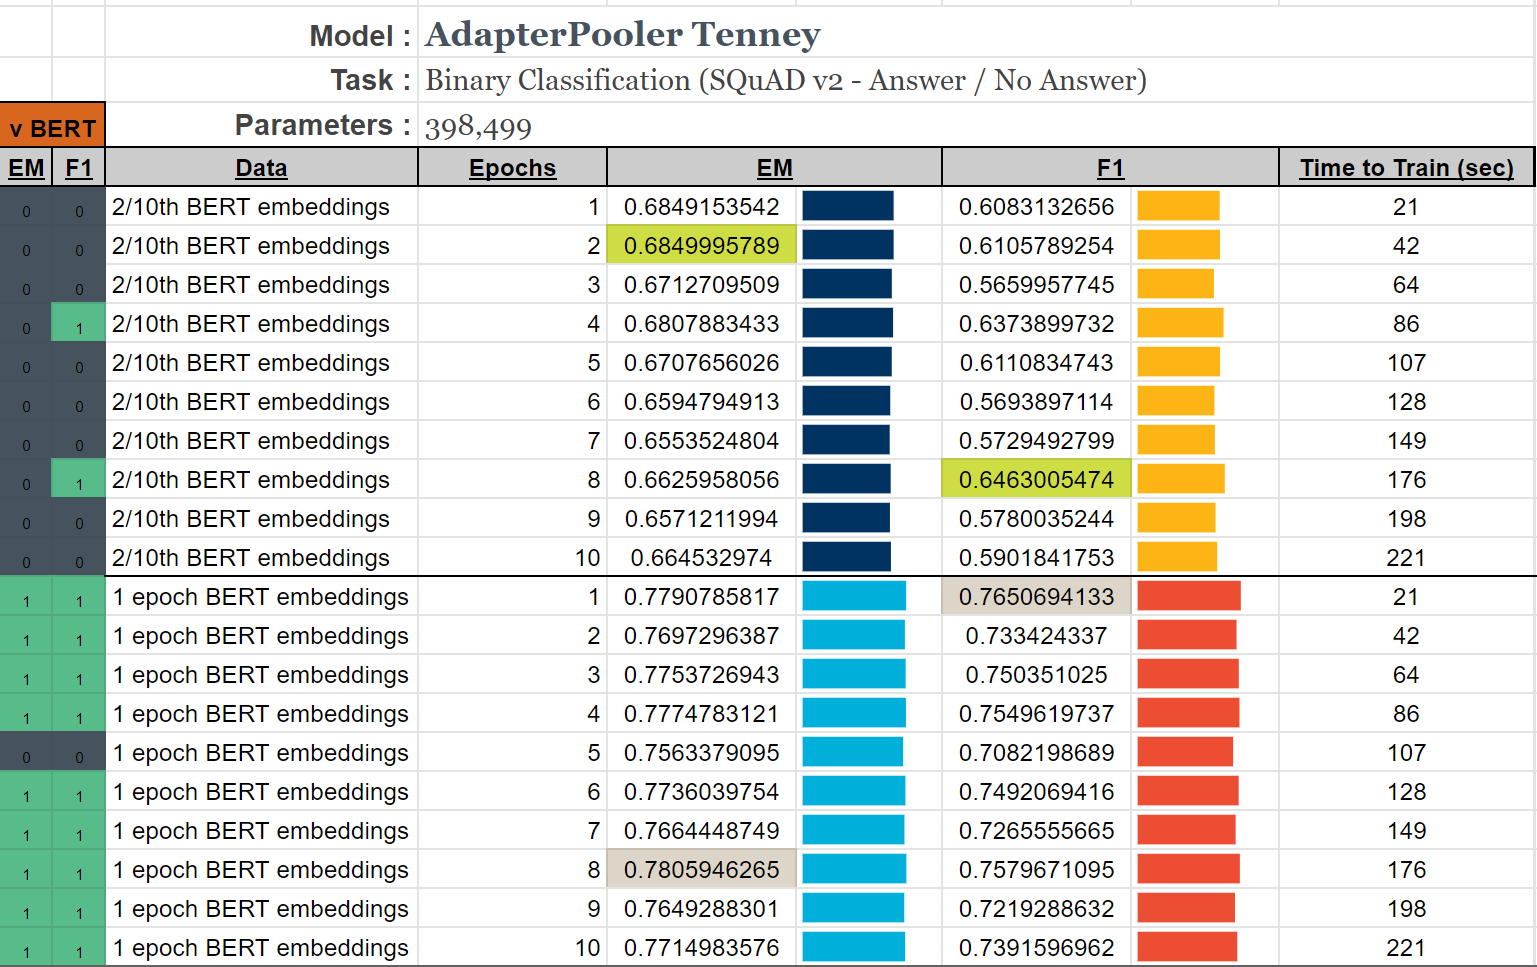 Model : AdapterPooler Tenney
Task : Binary Classification (SQuAD v2 - Answer / No Answer)
v BERT Parameters : 398,499
EM F1 Data Epochs EM F1 Time to Train (sec)
0 0 2/10th BERT embeddings 1 0.6849153542 0.6083132656 21
0 0 2/10th BERT embeddings 2 0.6849995789 0.6105789254 42
0 0 2/10th BERT embeddings 3 0.6712709509 0.5659957745 64
0 1 2/10th BERT embeddings 4 0.6807883433 0.6373899732 86
0 0 2/10th BERT embeddings 5 0.6707656026 0.6110834743 107
0 0 2/10th BERT embeddings 6 0.6594794913 0.5693897114 128
0 0 2/10th BERT embeddings 7 0.6553524804 0.5729492799 149
0 1 2/10th BERT embeddings 8 0.6625958056 0.6463005474 176
0 0 2/10th BERT embeddings 9 0.6571211994 0.5780035244 198
0 0 2/10th BERT embeddings 10 0.664532974 0.5901841753 221
1 1 1 epoch BERT embeddings 1 0.7790785817 0.7650694133 21
1 1 1 epoch BERT embeddings 2 0.7697296387 0.733424337 42
1 1 1 epoch BERT embeddings 3 0.7753726943 0.750351025 64
1 1 1 epoch BERT embeddings 4 0.7774783121 0.7549619737 86
0 0 1 epoch BERT embeddings 5 0.7563379095 0.7082198689 107
1 1 1 epoch BERT embeddings 6 0.7736039754 0.7492069416 128
1 1 1 epoch BERT embeddings 7 0.7664448749 0.7265555665 149
1 1 1 epoch BERT embeddings 8 0.7805946265 0.7579671095 176
1 1 1 epoch BERT embeddings 9 0.7649288301 0.7219288632 198
1 1 1 epoch BERT embeddings 10 0.7714983576 0.7391596962 221